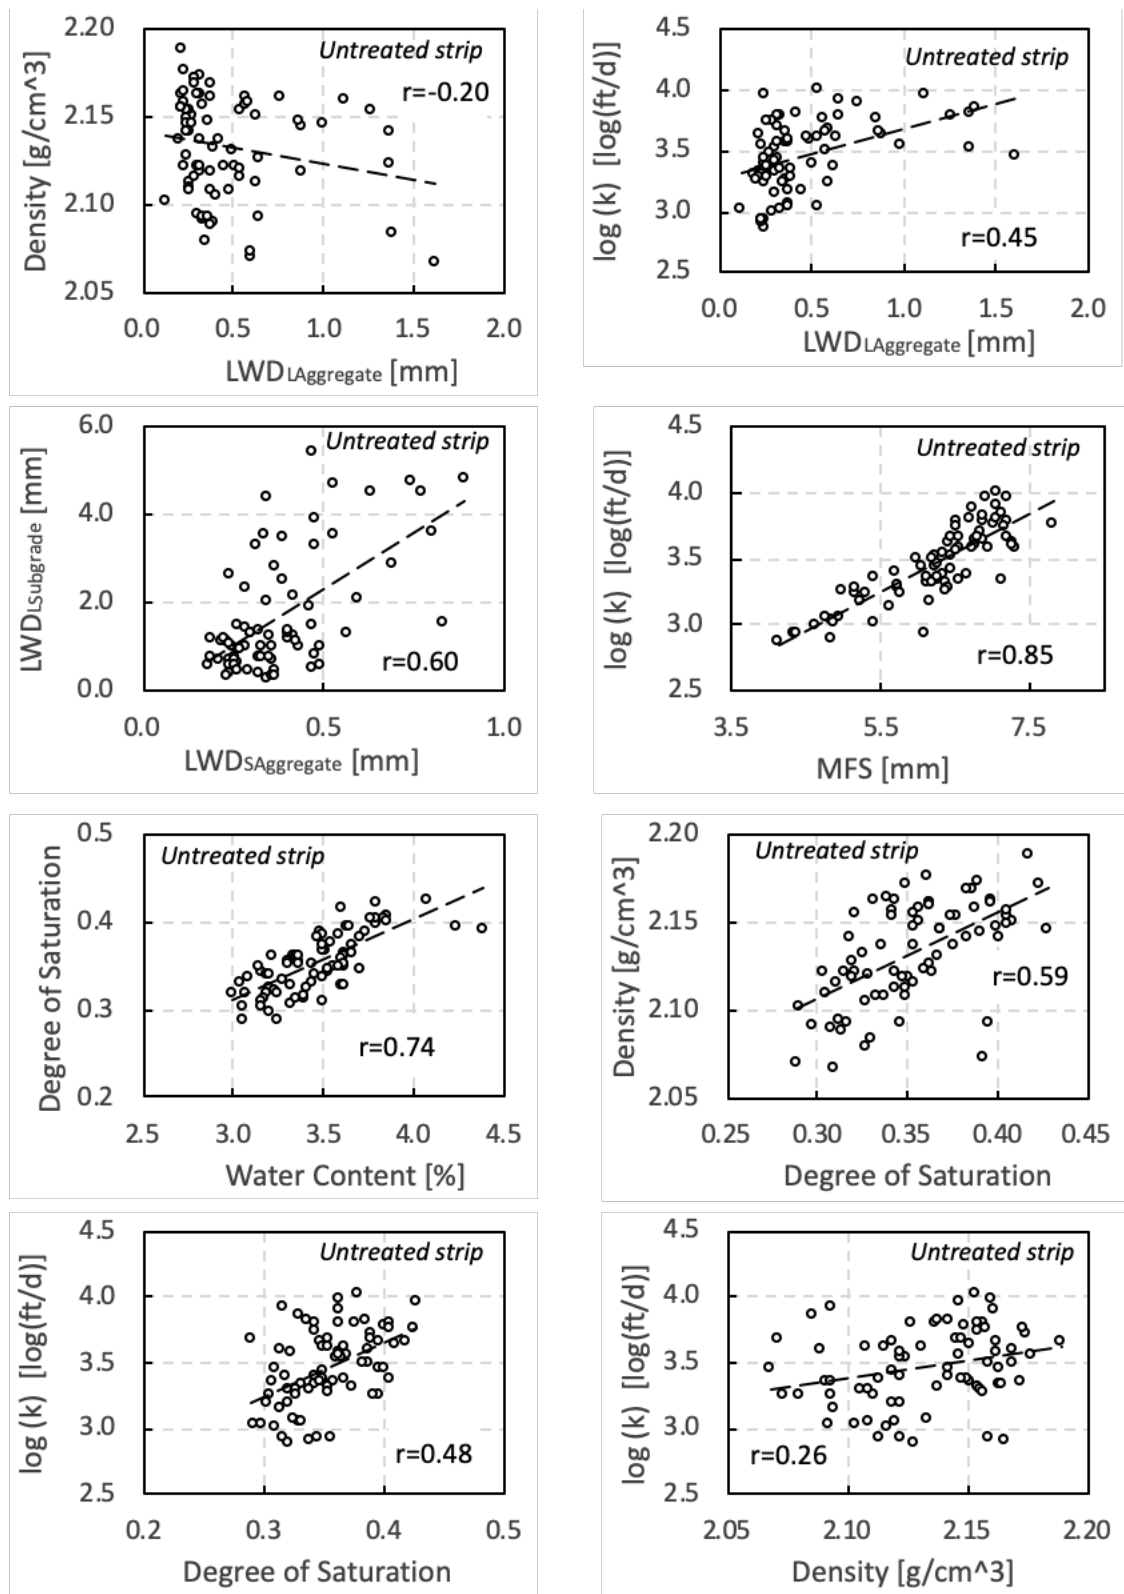 Density [g/cm^3]
2.20
2.15
2.10
2.05
Untreated strip
r=-0.20
0.0 0.5 1.0 1.5 2.0
LWDLAggregate [mm]
log (k) [log(ft/d)]
4.5
4.0
3.5
3.0
2.5
Untreated strip
r=0.45
0.0 0.5 1.0 1.5 2.0
LWDLAggregate [mm]
LWDLSubgrade [mm]
6.0
4.0
2.0
0.0
Untreated strip
r=0.60
0.0 0.5 1.0
LWDSAggregate [mm]
log (k) [log(ft/d)]
4.5
4.0
3.5
3.0
2.5
Untreated strip
r=0.85
3.5 5.5 7.5
MFS [mm]
Degree of Saturation
0.5
0.4
0.3
0.2
Untreated strip
r=0.74
2.5 3.0 3.5 4.0 4.5
Water Content [%]
Density [g/cm^3]
2.20
2.15
2.10
2.05
Untreated strip
r=0.59
0.25 0.30 0.35 0.40 0.45
Degree of Saturation
log (k) [log(ft/d)]
4.5
4.0
3.5
3.0
2.5
Untreated strip
r=0.48
0.2 0.3 0.4 0.5
Degree of Saturation
log (k) [log(ft/d)]
4.5
4.0
3.5
3.0
2.5
Untreated strip
r=0.26
2.05 2.10 2.15 2.20
Density [g/cm^3]